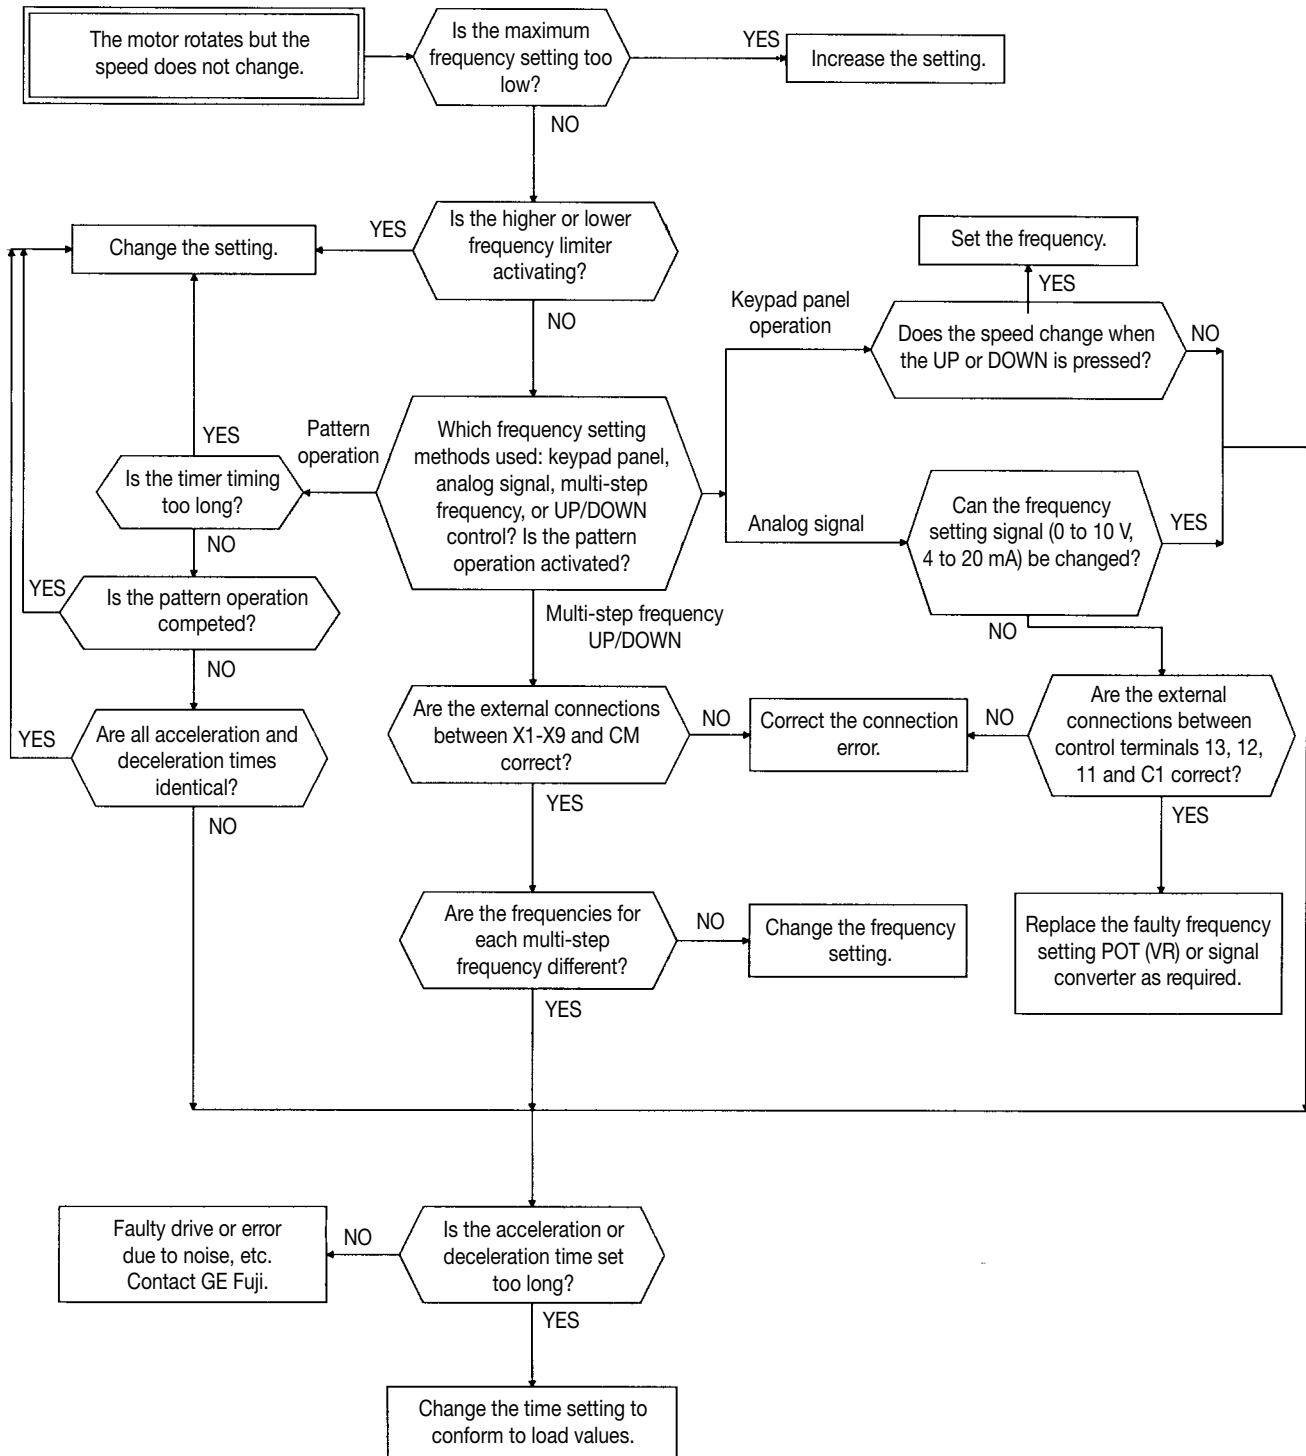 The motor rotates but the
speed does not change.
Is the maximum
frequency setting too
low?
YES
Increase the setting.
NO
Change the setting.
YES
Is the higher or lower
frequency limiter
activating?
NO
Set the frequency.
YES
Keypad panel
operation
Does the speed change when
the UP or DOWN is pressed?
NO
YES
Pattern
operation
Which frequency setting
methods used: keypad panel,
analog signal, multi-step
frequency, or UP/DOWN
control? Is the pattern
operation activated?
Is the timer timing
too long?
NO
Analog signal
Can the frequency
setting signal (0 to 10 V,
4 to 20 mA) be changed?
YES
NO
YES
Is the pattern operation
competed?
NO
Multi-step frequency
UP/DOWN
YES
Are all acceleration and
deceleration times
identical?
NO
Are the external connections
between X1-X9 and CM
correct?
NO
Correct the connection
error.
NO
Are the external
connections between
control terminals 13, 12,
11 and C1 correct?
YES
YES
Are the frequencies for
each multi-step
frequency different?
NO
Change the frequency
setting.
Replace the faulty frequency
setting POT (VR) or signal
converter as required.
YES
Faulty drive or error
due to noise, etc.
Contact GE Fuji.
NO
Is the acceleration or
deceleration time set
too long?
YES
Change the time setting to
conform to load values.